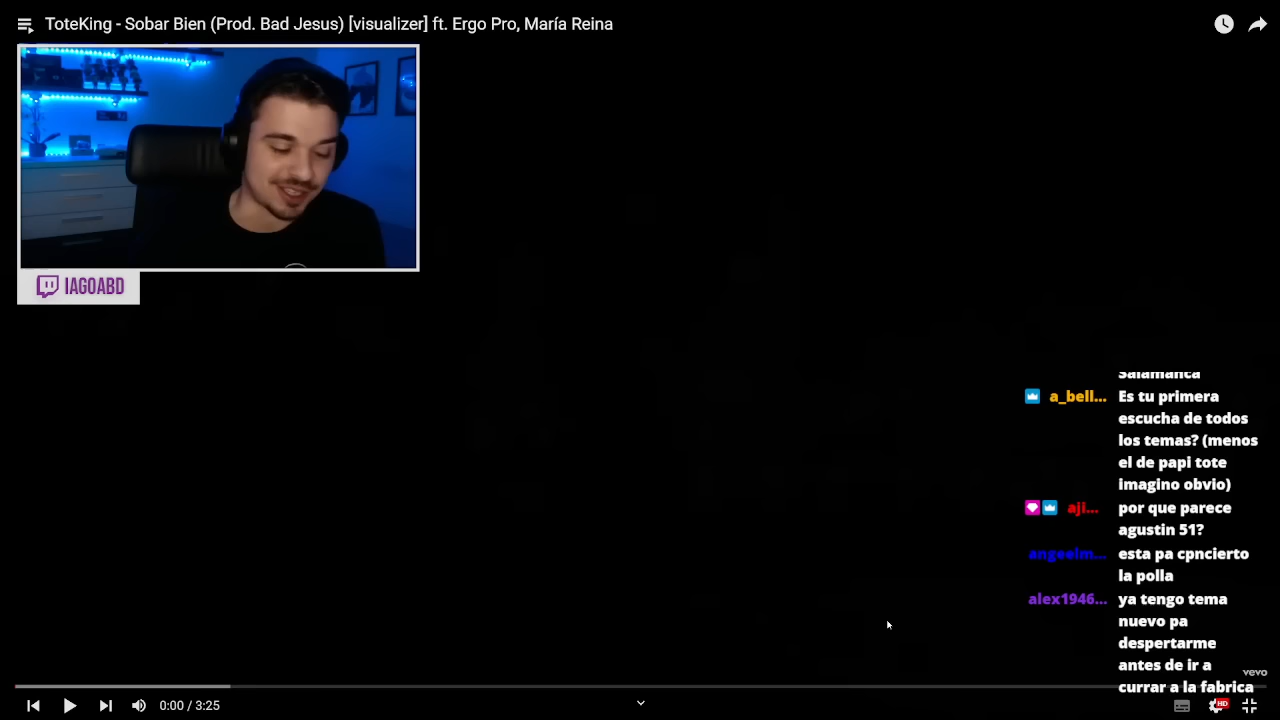 ToteKing - Sobar Bien (Prod. Bad Jesus) [visualizer] ft. Ergo Pro, María Reina
IAGOABD
Salamanca
a_bell... Es tu primera
escucha de todos
los temas? (menos
el de papi tote
imagino obvio)
aji... por que parece
agustin 51?
angeelm... esta pa cpncierto
la polla
alex1946... ya tengo tema
nuevo pa
despertarme
antes de ir a
currar a la fabrica
vevo
0:00 / 3:25
HD